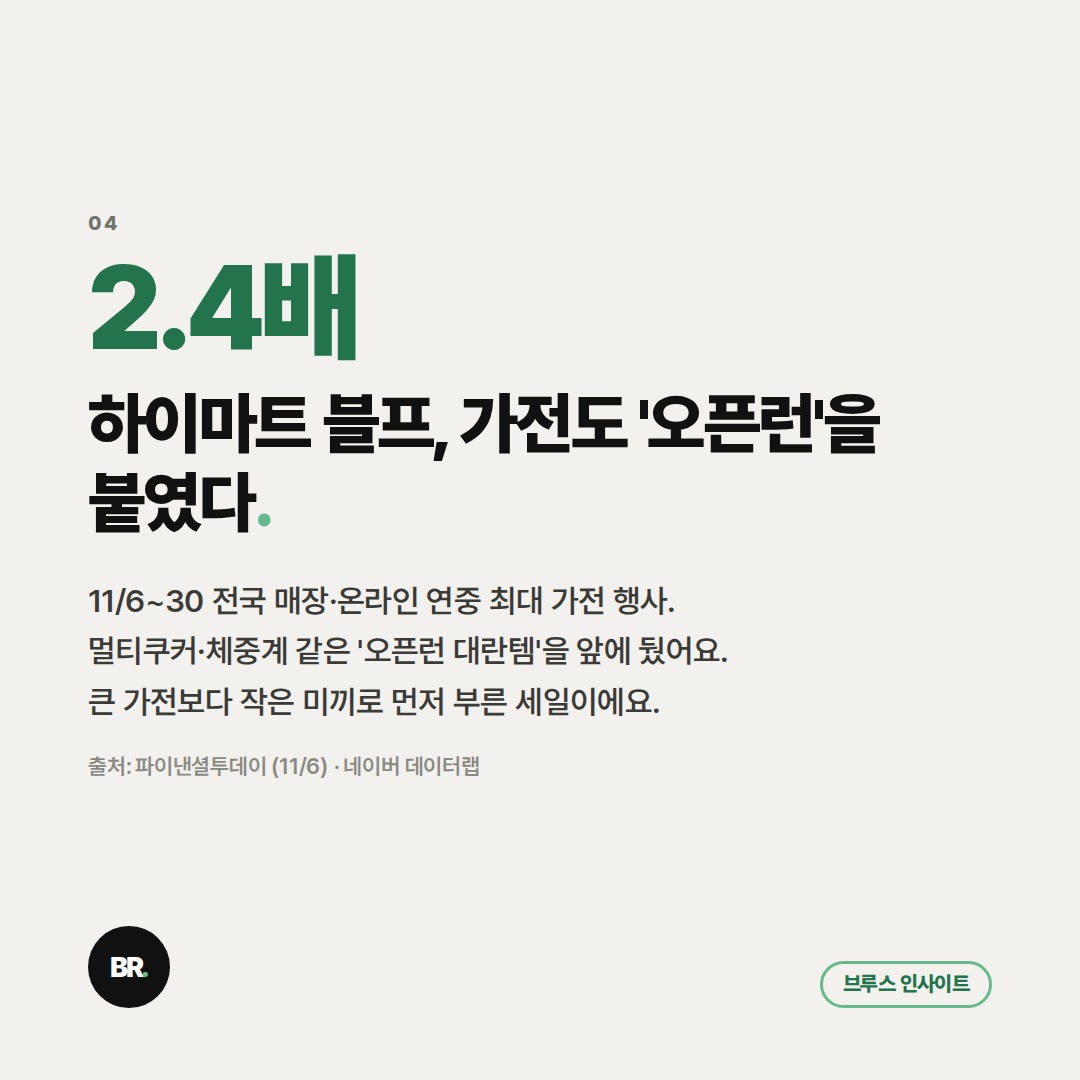 04
2.4배
하이마트 블프, 가전도 '오픈런'을
붙였다.
11/6~30 전국 매장·온라인 연중 최대 가전 행사.
멀티쿠커·체중계 같은 '오픈런 대란템'을 앞에 뒀어요.
큰 가전보다 작은 미끼로 먼저 부른 세일이에요.
출처: 파이낸셜투데이 (11/6) · 네이버 데이터랩
BR.
브루스 인사이트